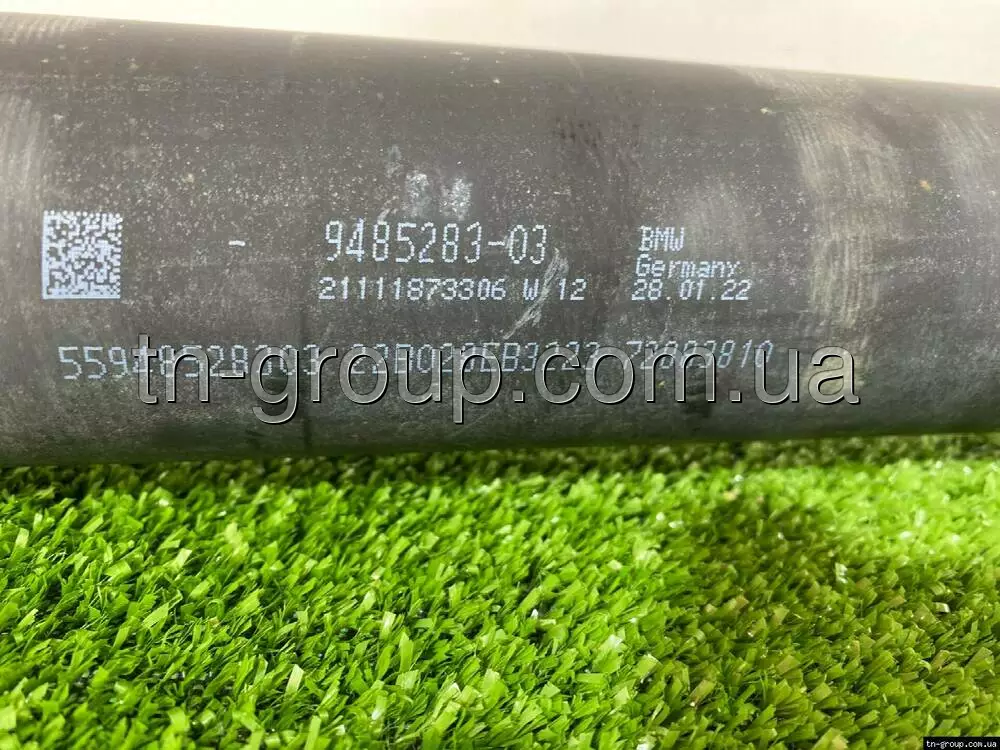 - 9485283-03
BMW
Germany
21111873306 W 12
28.01.22
tn-group.com.ua
tn-group.com.ua